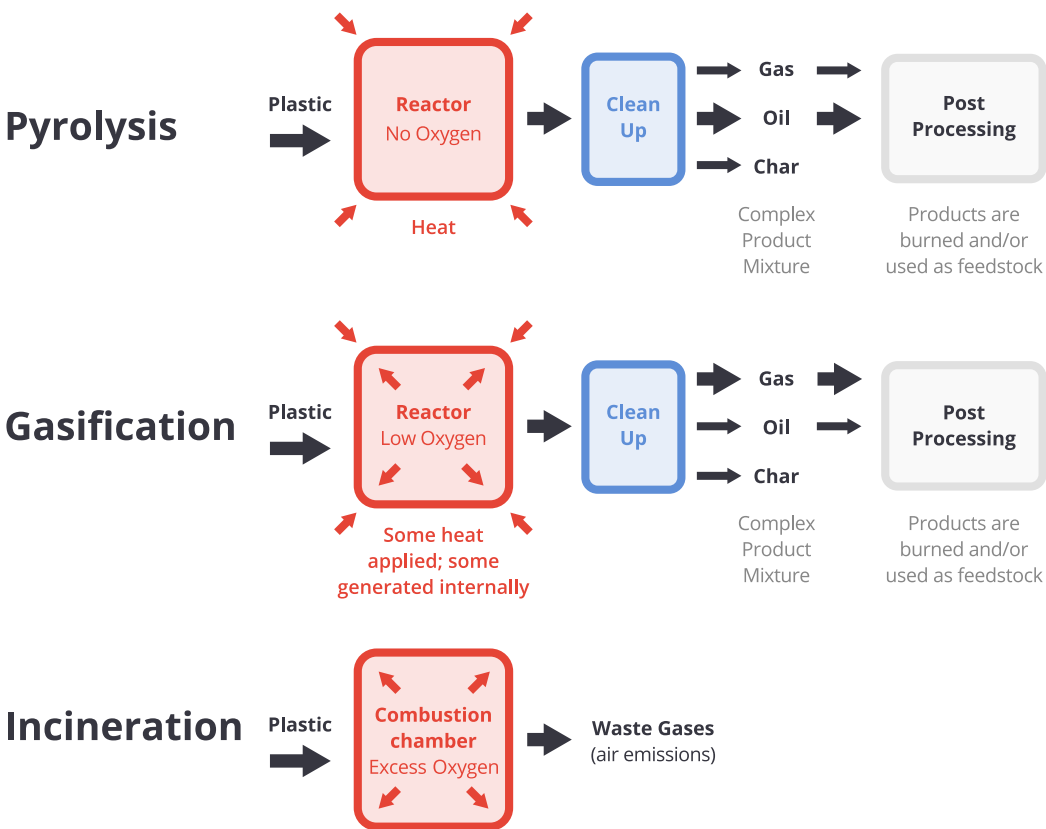 Pyrolysis
Plastic
Reactor
No Oxygen
Heat
Clean
Up
Gas
Oil
Char
Complex
Product
Mixture
Post
Processing
Products are
burned and/or
used as feedstock
Gasification
Plastic
Reactor
Low Oxygen
Some heat
applied; some
generated internally
Clean
Up
Gas
Oil
Char
Complex
Product
Mixture
Post
Processing
Products are
burned and/or
used as feedstock
Incineration
Plastic
Combustion
chamber
Excess Oxygen
Waste Gases
(air emissions)